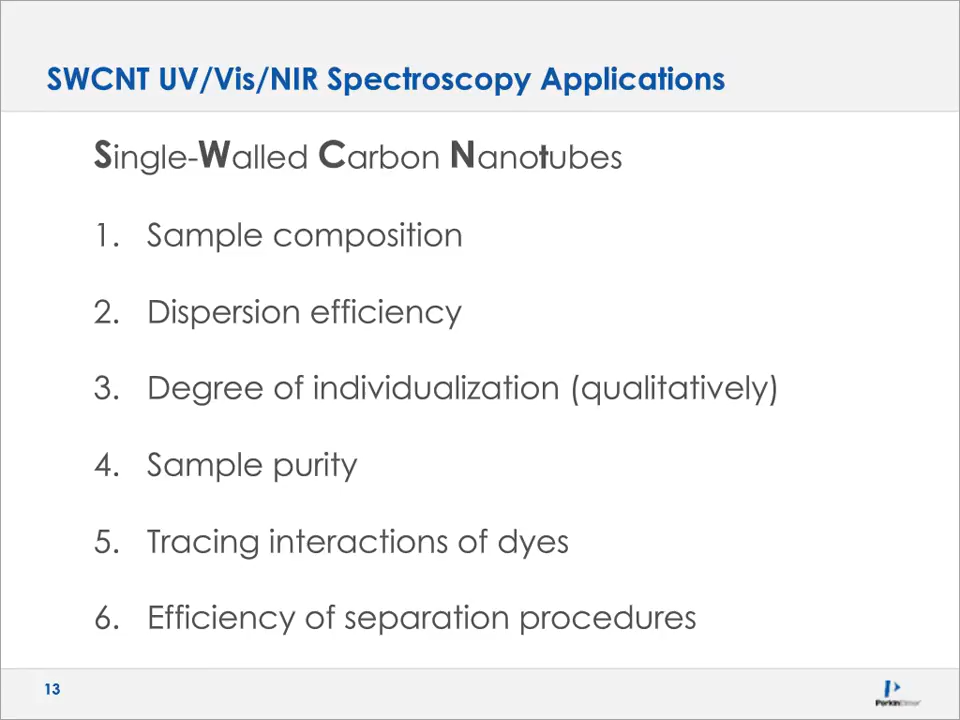 SWCNT UV/Vis/NIR Spectroscopy Applications
Single-Walled Carbon Nanotubes
1. Sample composition
2. Dispersion efficiency
3. Degree of individualization (qualitatively)
4. Sample purity
5. Tracing interactions of dyes
6. Efficiency of separation procedures
13
PerkinElmer